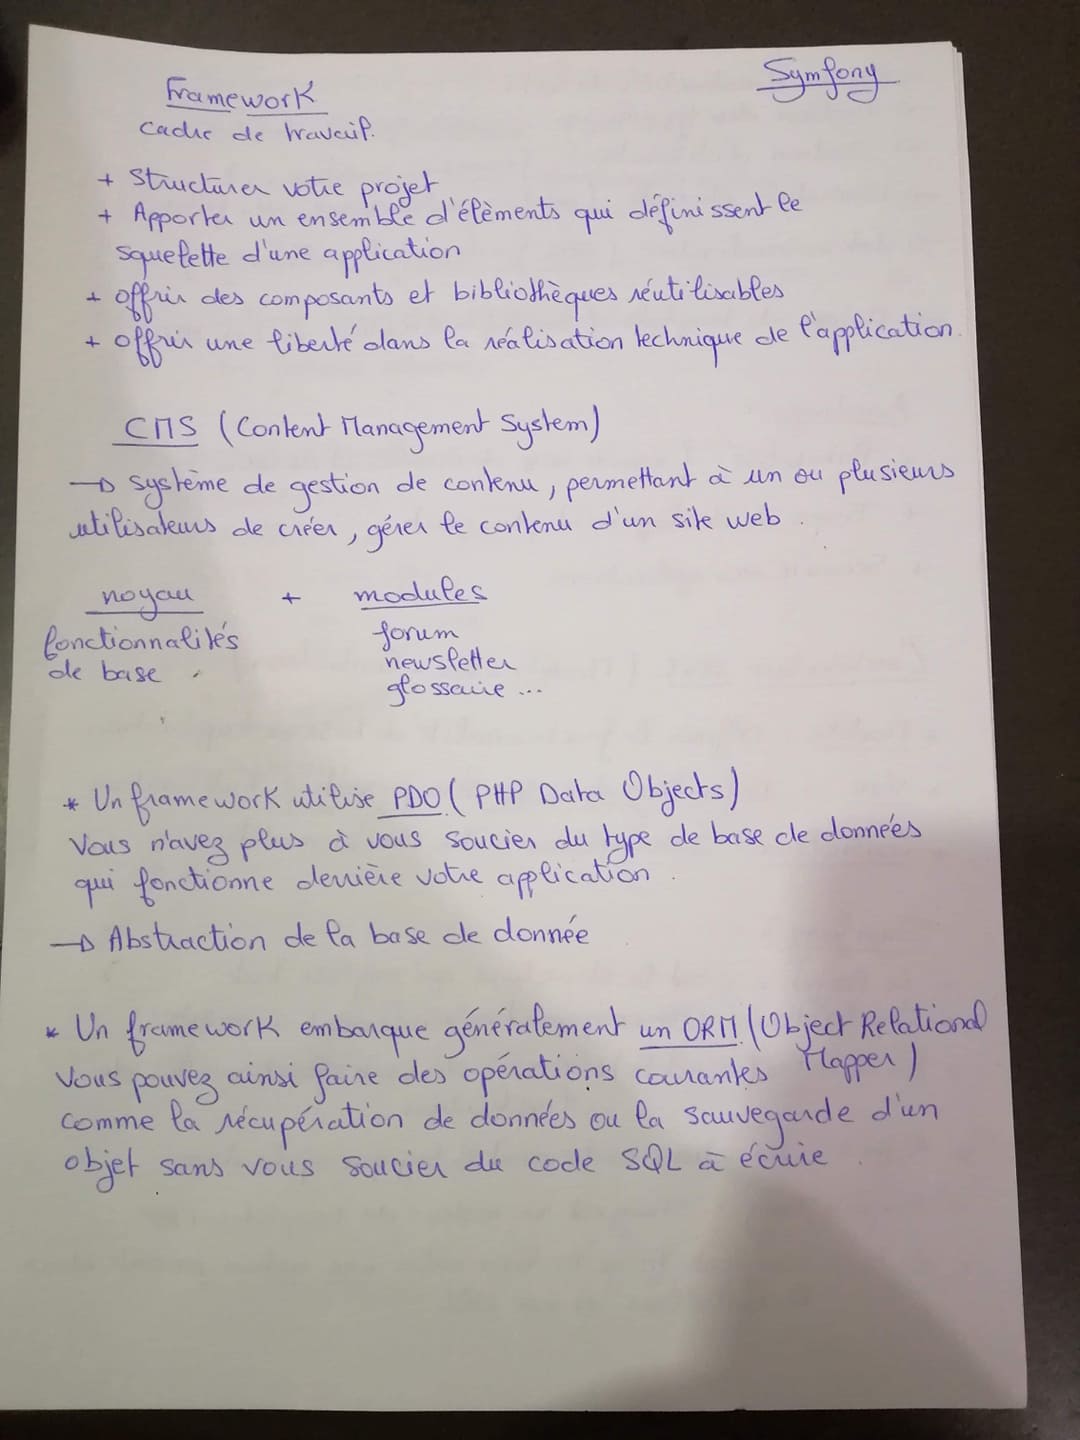 Symfony
Framework
cadre de travail.
+ Structurer votre projet
+ Apporter un ensemble d'élèments qui définissent le
squelette d'une application
+ offrir des composants et bibliothèques réutilisables
+ offrir une liberté dans la réalisation technique de l'application.
CMS (Content Management System)
→ système de gestion de contenu, permettant à un ou plusieurs
utilisateurs de créer, gérer le contenu d'un site web.
noyau + modules
fonctionnalités
de base
forum
newsletter
glossaire ...
* Un framework utilise PDO (PHP Data Objects)
Vous n'avez plus à vous soucier du type de base de données
qui fonctionne derrière votre application.
→ Abstraction de la base de donnée
* Un framework embarque généralement un ORM (Object Relational
Mapper)
Vous pouvez ainsi faire des opérations courantes
comme la récupération de données ou la sauvegarde d'un
objet sans vous soucier du code SQL à écrire.